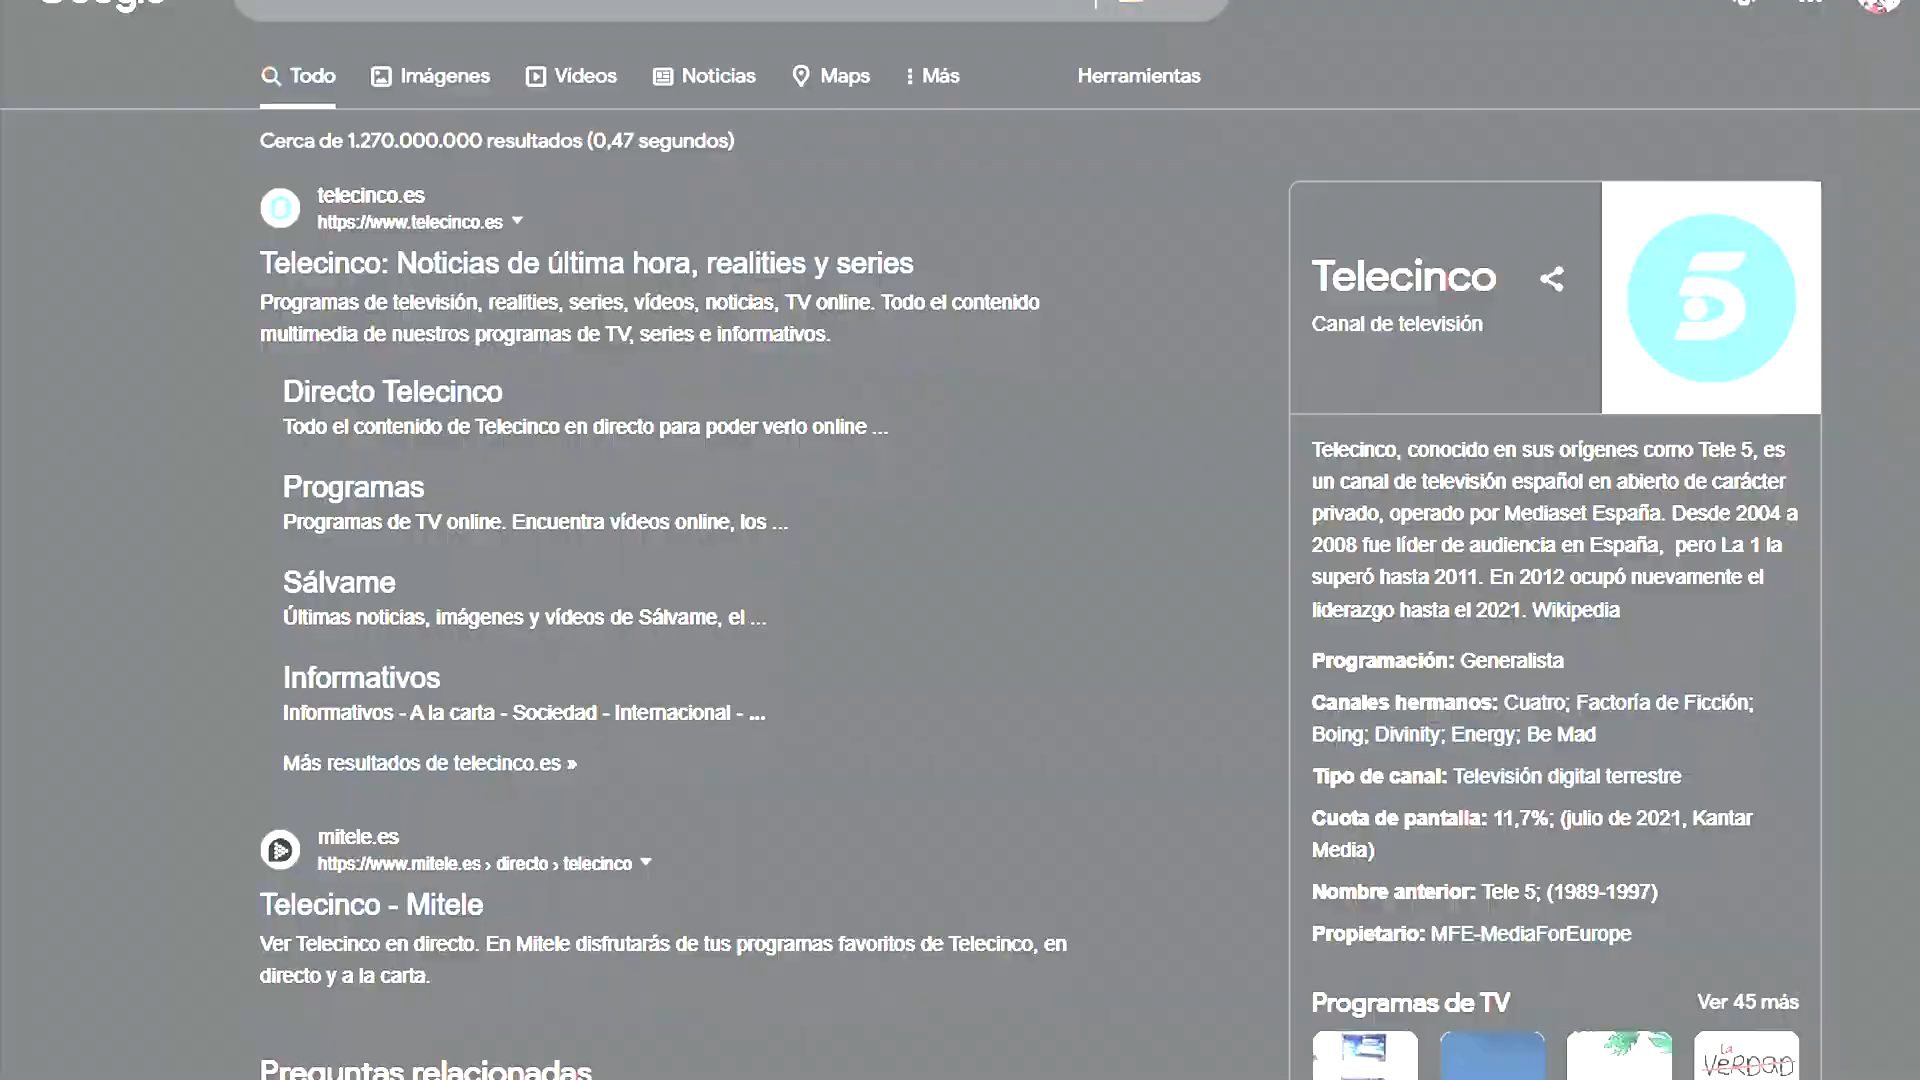 Google
Todo
Imágenes
Vídeos
Noticias
Maps
Más
Herramientas
Cerca de 1.270.000.000 resultados (0,47 segundos)
telecinco.es
https://www.telecinco.es
Telecinco: Noticias de última hora, realities y series
Programas de televisión, realities, series, vídeos, noticias, TV online. Todo el contenido
multimedia de nuestros programas de TV, series e informativos.
Directo Telecinco
Todo el contenido de Telecinco en directo para poder verlo online ...
Programas
Programas de TV online. Encuentra vídeos online, los ...
Sálvame
Últimas noticias, imágenes y vídeos de Sálvame, el ...
Informativos
Informativos - A la carta - Sociedad - Internacional - ...
Más resultados de telecinco.es »
mitele.es
https://www.mitele.es › directo › telecinco
Telecinco - Mitele
Ver Telecinco en directo. En Mitele disfrutarás de tus programas favoritos de Telecinco, en
directo y a la carta.
Preguntas relacionadas
Telecinco
Canal de televisión
5
Telecinco, conocido en sus orígenes como Tele 5, es
un canal de televisión español en abierto de carácter
privado, operado por Mediaset España. Desde 2004 a
2008 fue líder de audiencia en España, pero La 1 la
superó hasta 2011. En 2012 ocupó nuevamente el
liderazgo hasta el 2021. Wikipedia
Programación: Generalista
Canales hermanos: Cuatro; Factoría de Ficción;
Boing; Divinity; Energy; Be Mad
Tipo de canal: Televisión digital terrestre
Cuota de pantalla: 11,7%; (julio de 2021, Kantar
Media)
Nombre anterior: Tele 5; (1989-1997)
Propietario: MFE-MediaForEurope
Programas de TV
Ver 45 más
la
VERDAD